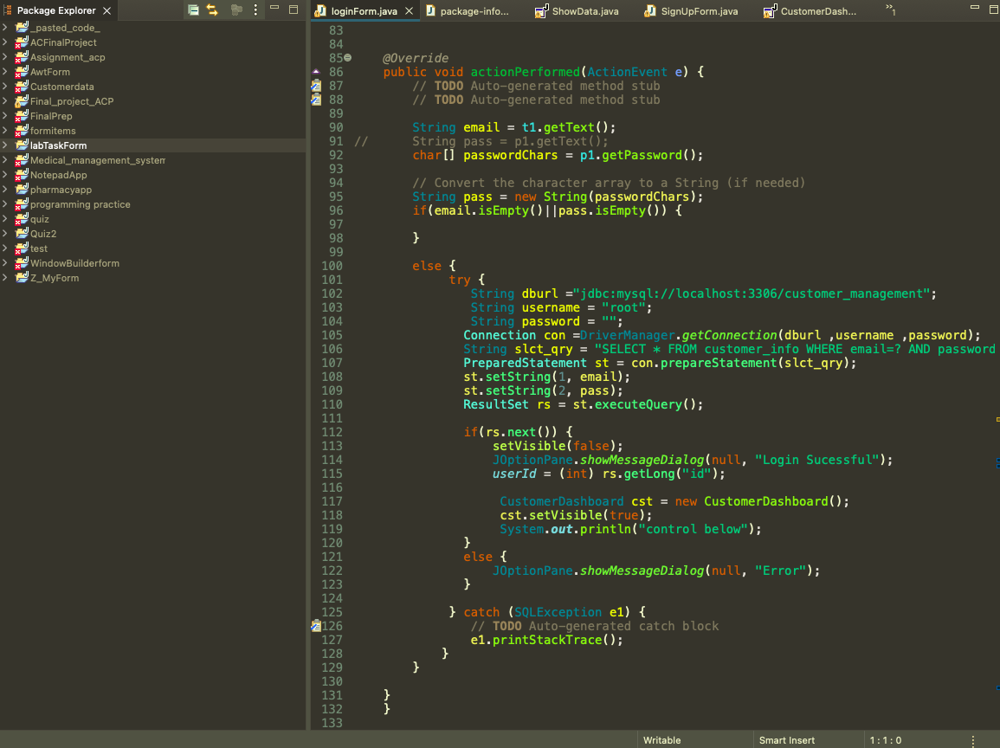 Package Explorer
_pasted_code_
ACFinalProject
Assignment_acp
AwtForm
Customerdata
Final_project_ACP
FinalPrep
formitems
labTaskForm
Medical_management_system
NotepadApp
pharmacyapp
programming practice
quiz
Quiz2
test
WindowBuilderform
Z_MyForm
loginForm.java package-info... ShowData.java SignUpForm.java CustomerDash... »1
83
84
85 @Override
86 public void actionPerformed(ActionEvent e) {
87 // TODO Auto-generated method stub
88 // TODO Auto-generated method stub
89
90 String email = t1.getText();
91 // String pass = p1.getText();
92 char[] passwordChars = p1.getPassword();
93
94 // Convert the character array to a String (if needed)
95 String pass = new String(passwordChars);
96 if(email.isEmpty()||pass.isEmpty()) {
97
98 }
99
100 else {
101 try {
102 String dburl ="jdbc:mysql://localhost:3306/customer_management";
103 String username = "root";
104 String password = "";
105 Connection con =DriverManager.getConnection(dburl ,username ,password);
106 String slct_qry = "SELECT * FROM customer_info WHERE email=? AND password
107 PreparedStatement st = con.prepareStatement(slct_qry);
108 st.setString(1, email);
109 st.setString(2, pass);
110 ResultSet rs = st.executeQuery();
111
112 if(rs.next()) {
113 setVisible(false);
114 JOptionPane.showMessageDialog(null, "Login Sucessful");
115 userId = (int) rs.getLong("id");
116
117 CustomerDashboard cst = new CustomerDashboard();
118 cst.setVisible(true);
119 System.out.println("control below");
120 }
121 else {
122 JOptionPane.showMessageDialog(null, "Error");
123 }
124
125 } catch (SQLException e1) {
126 // TODO Auto-generated catch block
127 e1.printStackTrace();
128 }
129 }
130
131 }
132 }
133
Writable Smart Insert 1 : 1 : 0